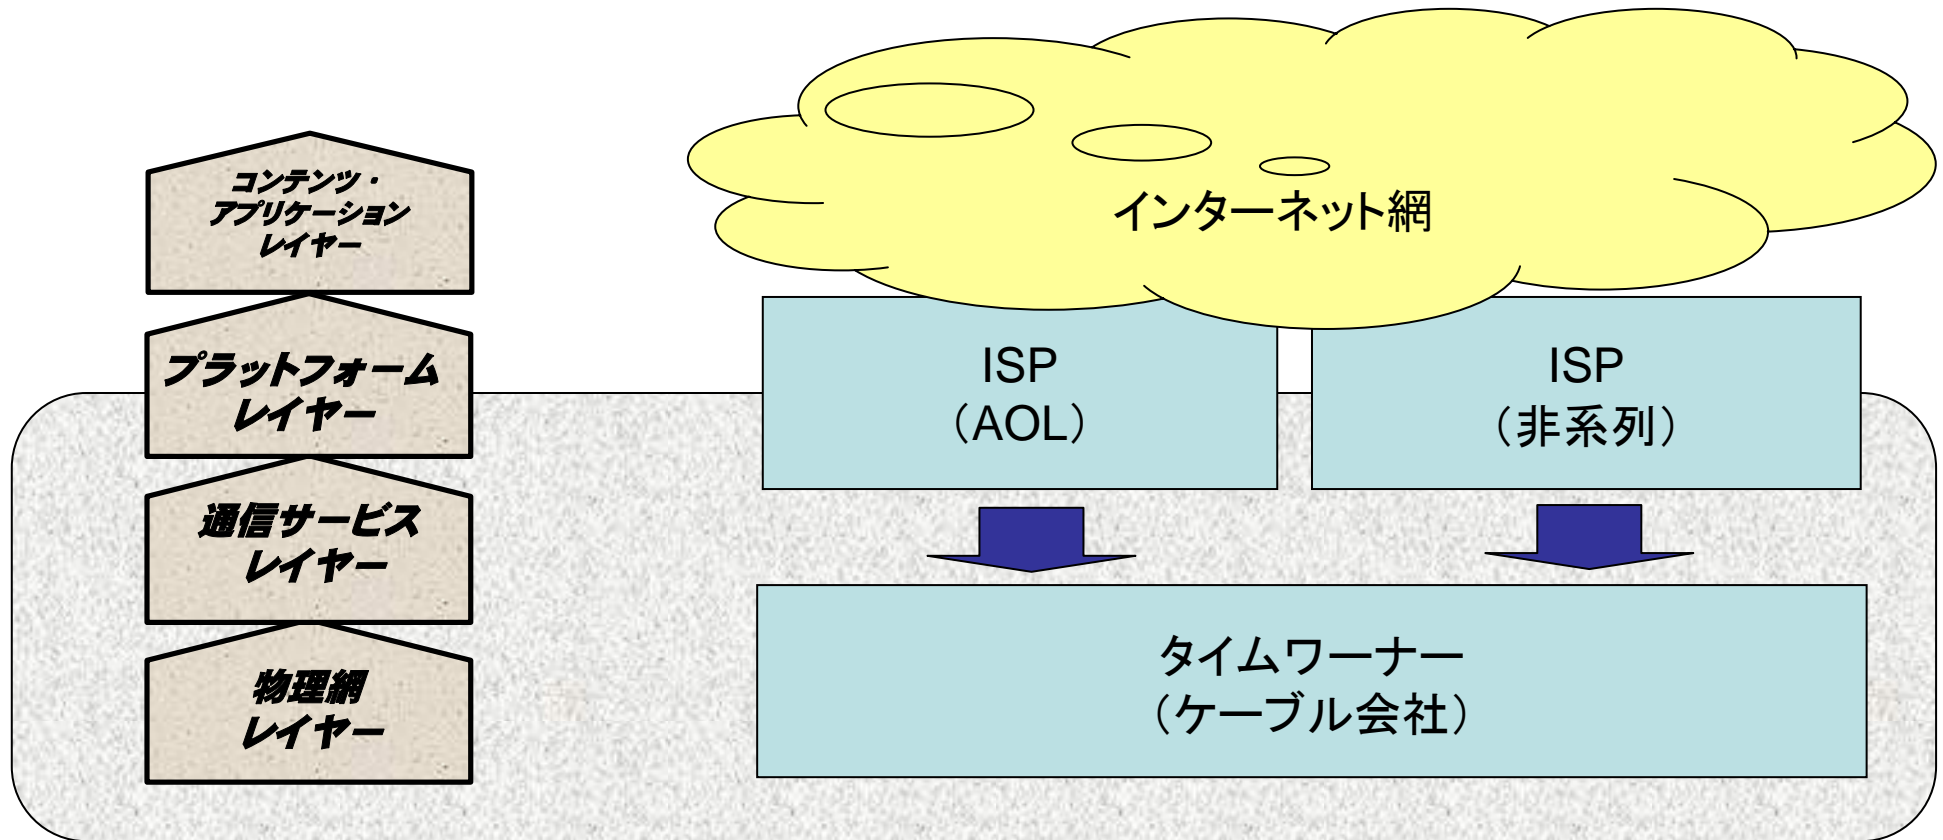 コンテンツ・
アプリケーション
レイヤー
プラットフォーム
レイヤー
通信サービス
レイヤー
物理網
レイヤー
インターネット網
ISP
（AOL）
ISP
（非系列）
タイムワーナー
（ケーブル会社）